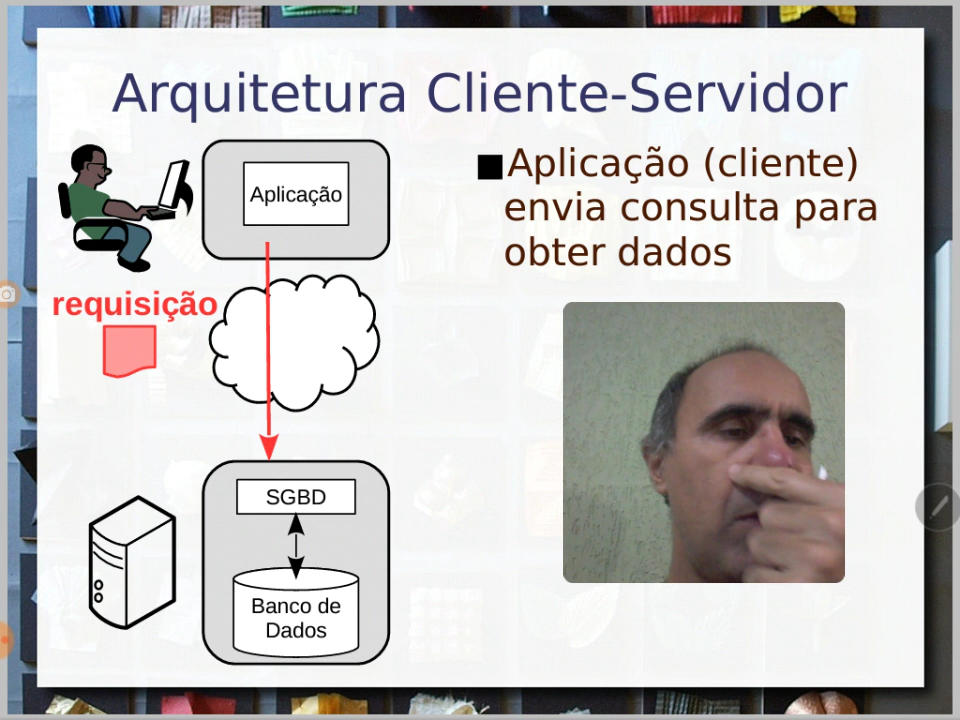 Arquitetura Cliente-Servidor
Aplicação
Aplicação (cliente)
envia consulta para
obter dados
requisição
SGBD
Banco de
Dados